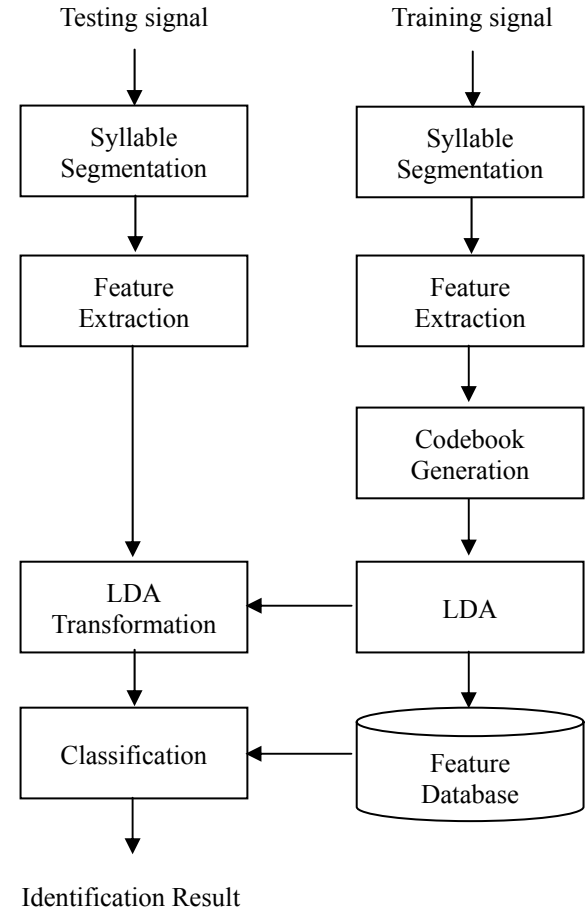 Testing signal
Training signal
Syllable
Segmentation
Syllable
Segmentation
Feature
Extraction
Feature
Extraction
Codebook
Generation
LDA
Transformation
LDA
Classification
Feature
Database
Identification Result